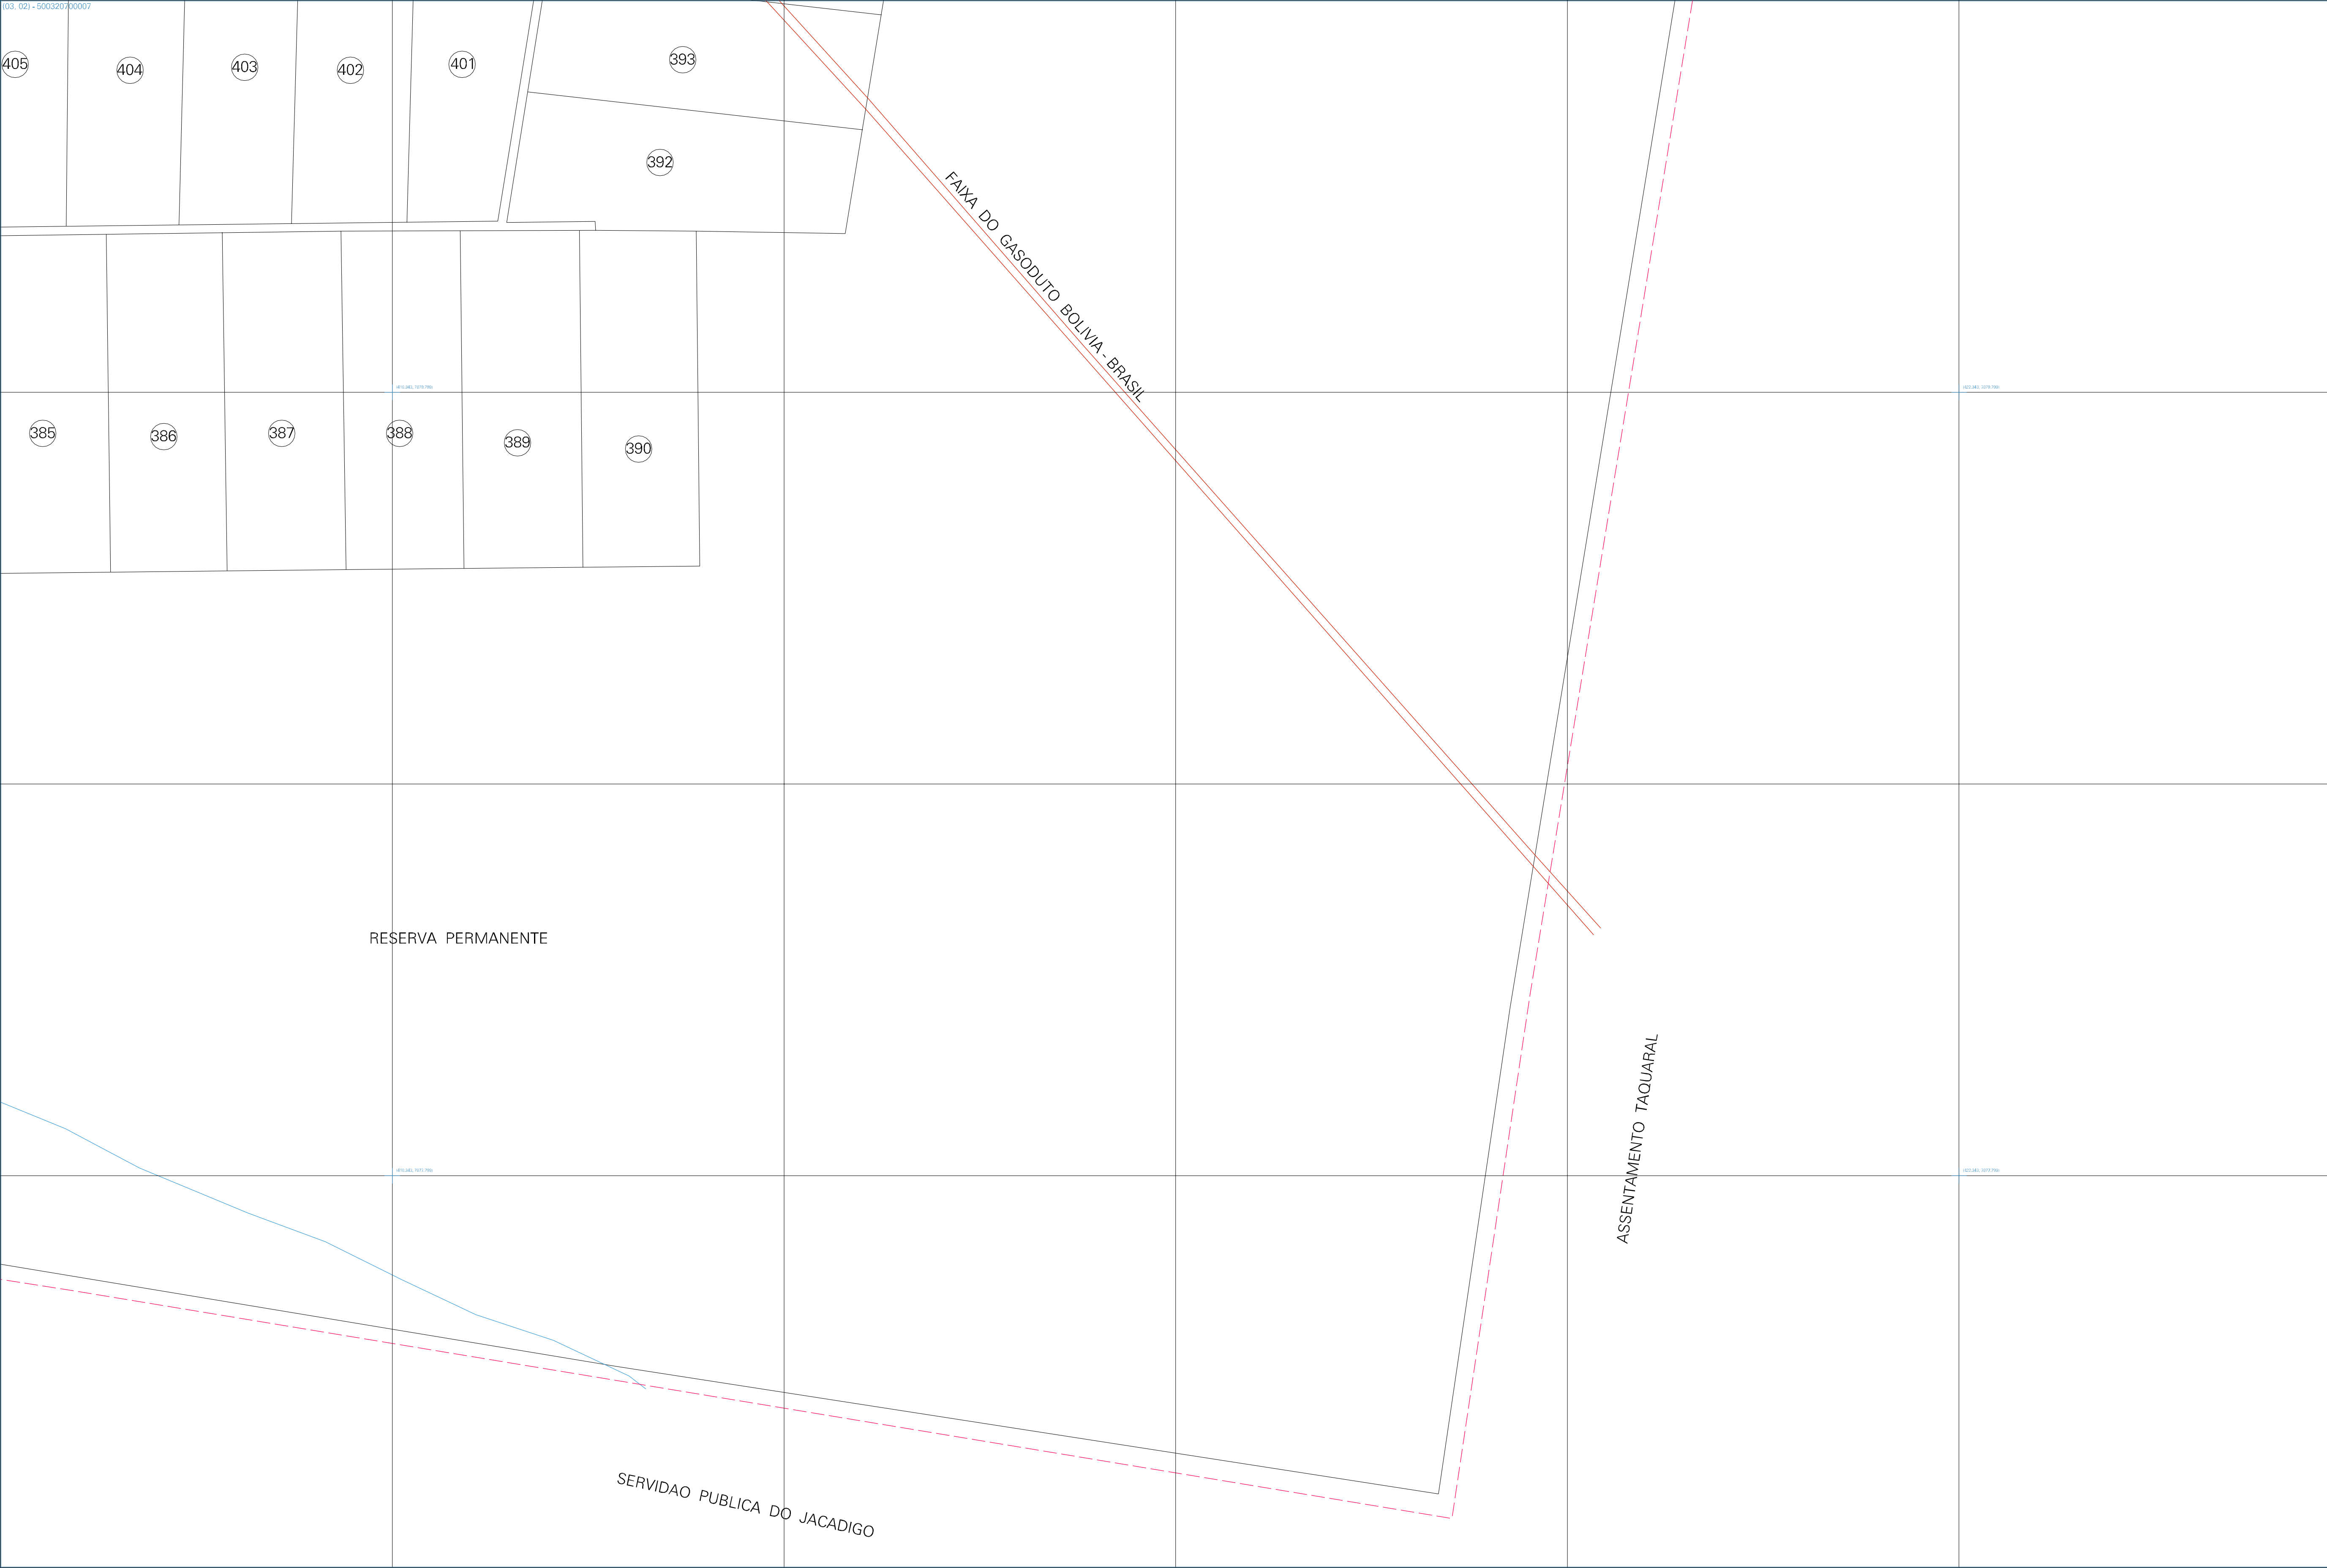 (03, 02) - 500320700007
405
404
403
402
401
393
392
FAIXA DO GASODUTO BOLIVIA - BRASIL
385
386
387
388
389
390
RESERVA PERMANENTE
ASSENTAMENTO TAQUARAL
SERVIDAO PUBLICA DO JACADIGO